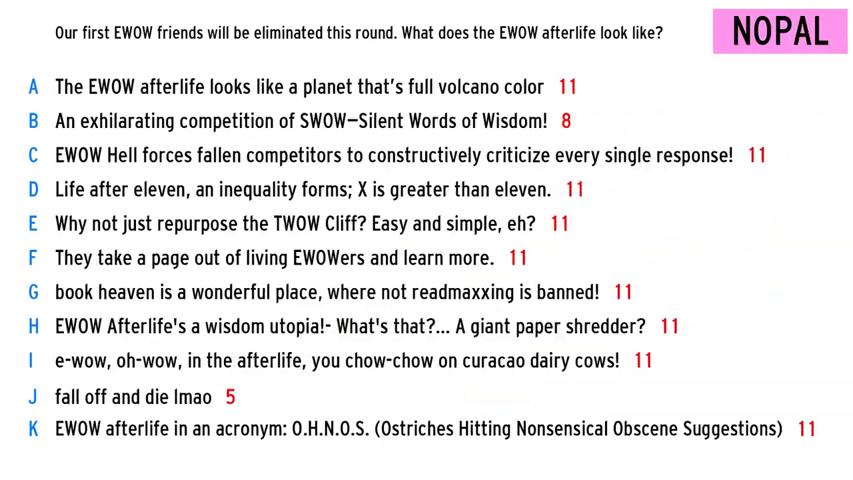 Our first EWOW friends will be eliminated this round. What does the EWOW afterlife look like?
NOPAL
A The EWOW afterlife looks like a planet that's full volcano color 11
B An exhilarating competition of SWOW—Silent Words of Wisdom! 8
C EWOW Hell forces fallen competitors to constructively criticize every single response! 11
D Life after eleven, an inequality forms; X is greater than eleven. 11
E Why not just repurpose the TWOW Cliff? Easy and simple, eh? 11
F They take a page out of living EWOWers and learn more. 11
G book heaven is a wonderful place, where not readmaxxing is banned! 11
H EWOW Afterlife's a wisdom utopia!- What's that?... A giant paper shredder? 11
I e-wow, oh-wow, in the afterlife, you chow-chow on curacao dairy cows! 11
J fall off and die lmao 5
K EWOW afterlife in an acronym: O.H.N.O.S. (Ostriches Hitting Nonsensical Obscene Suggestions) 11